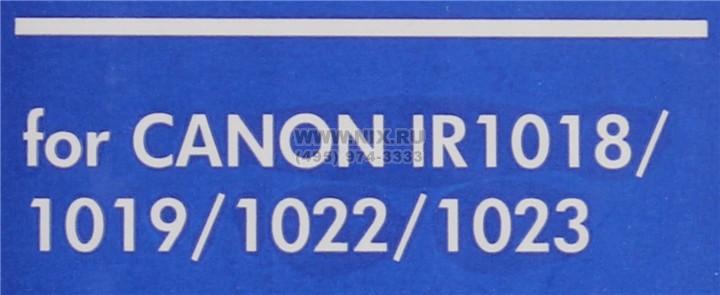 for CANON IR1018/
WWW.NIX.RU
(495) 974-3333
1019/1022/1023